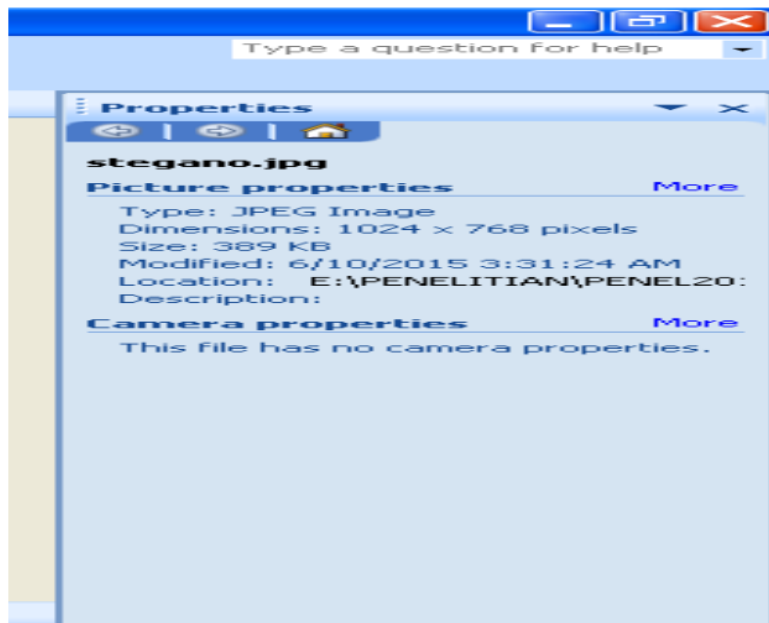 Type a question for help
Properties
stegano.jpg
Picture properties More
Type: JPEG Image
Dimensions: 1024 x 768 pixels
Size: 389 KB
Modified: 6/10/2015 3:31:24 AM
Location: E:\PENELITIAN\PENEL20
Description:
Camera properties More
This file has no camera properties.